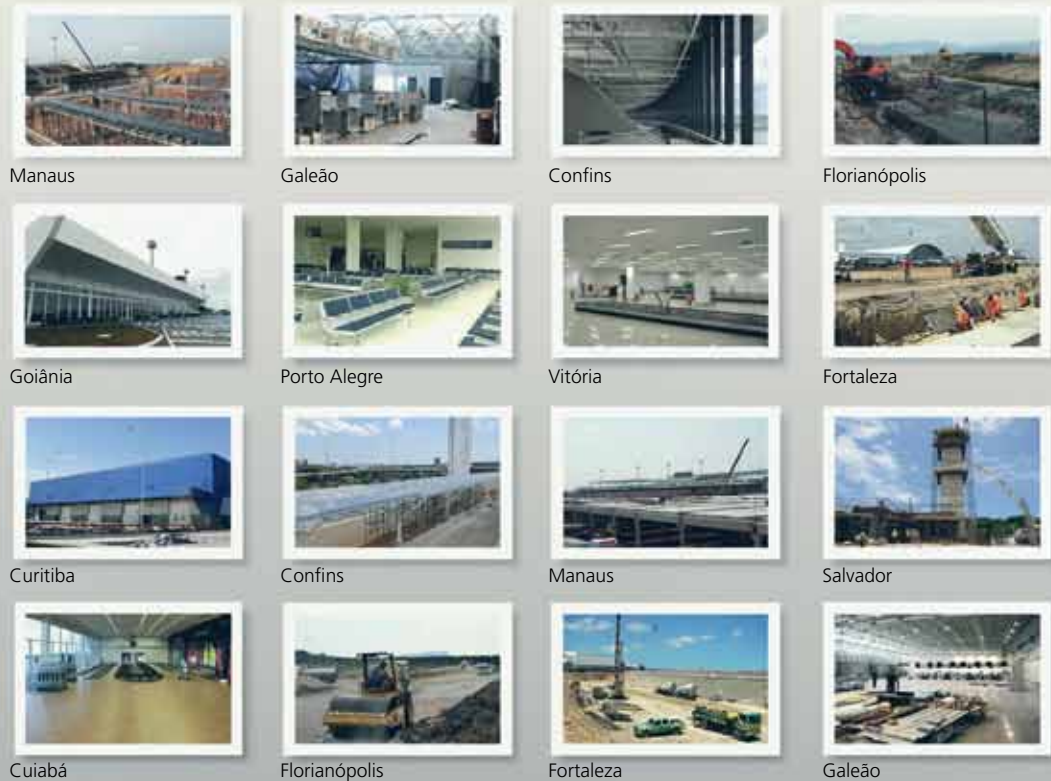 Manaus
Galeão
Confins
Florianópolis
Goiânia
Porto Alegre
Vitória
Fortaleza
Curitiba
Confins
Manaus
Salvador
Cuiabá
Florianópolis
Fortaleza
Galeão